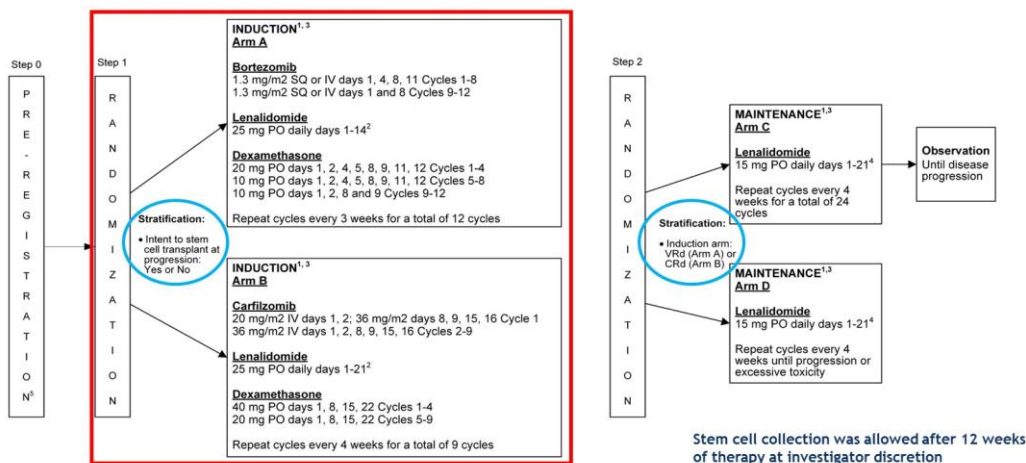 Step 0
PRE-REGISTRATION5
Step 1
RANDOMIZATION
Stratification:
• Intent to stem
cell transplant at
progression:
Yes or No
INDUCTION1, 3
Arm A
Bortezomib
1.3 mg/m2 SQ or IV days 1, 4, 8, 11 Cycles 1-8
1.3 mg/m2 SQ or IV days 1 and 8 Cycles 9-12
Lenalidomide
25 mg PO daily days 1-142
Dexamethasone
20 mg PO days 1, 2, 4, 5, 8, 9, 11, 12 Cycles 1-4
10 mg PO days 1, 2, 4, 5, 8, 9, 11, 12 Cycles 5-8
10 mg PO days 1, 2, 8 and 9 Cycles 9-12
Repeat cycles every 3 weeks for a total of 12 cycles
INDUCTION1, 3
Arm B
Carfilzomib
20 mg/m2 IV days 1, 2; 36 mg/m2 days 8, 9, 15, 16 Cycle 1
36 mg/m2 IV days 1, 2, 8, 9, 15, 16 Cycles 2-9
Lenalidomide
25 mg PO daily days 1-212
Dexamethasone
40 mg PO days 1, 8, 15, 22 Cycles 1-4
20 mg PO days 1, 8, 15, 22 Cycles 5-9
Repeat cycles every 4 weeks for a total of 9 cycles
Step 2
RANDOMIZATION
Stratification:
• Induction arm:
VRd (Arm A) or
CRd (Arm B)
MAINTENANCE1,3
Arm C
Lenalidomide
15 mg PO daily days 1-214
Repeat cycles every 4
weeks for a total of 24
cycles
Observation
Until disease
progression
MAINTENANCE1,3
Arm D
Lenalidomide
15 mg PO daily days 1-214
Repeat cycles every 4
weeks until progression or
excessive toxicity
Stem cell collection was allowed after 12 weeks
of therapy at investigator discretion